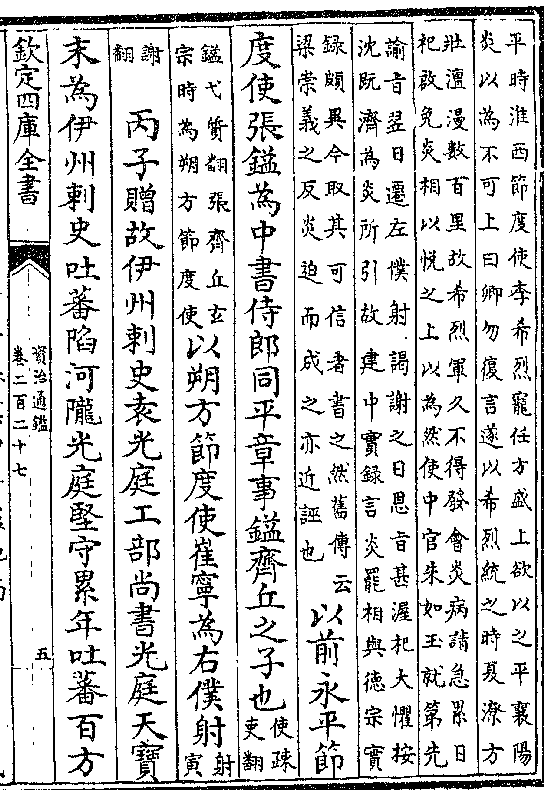 平時淮西節度使李希烈寵任方盛上欲以之平襄陽
炎以為不可上曰卿勿復言遂以希烈統之時夏潦方
壯澶漫數百里故希烈軍久不得發會炎病請急累日
杞啟免炎相以悅之上以為然使中官朱如玉就第先
諭旨翌日遷左僕射謁謝之日恩旨甚渥杞大懼按
沈既濟為炎所引故建中實録言炎罷相與德宗實
録頗異今取其可信者書之然舊傳云
梁崇義之反炎迫而成之亦近誣也
以前永平節
度使張鎰為中書侍郎同平章事鎰齊丘之子也
使疎
吏翻
鎰弋質翻張齊丘玄
宗時為朔方節度使
以朔方節度使崔寧為右僕射
射
寅
謝
翻
丙子贈故伊州刺史袁光庭工部尚書光庭天寶
末為伊州刺史吐蕃陷河隴光庭堅守累年吐蕃百方
欽定四庫全書
資治通鑑
卷二百二十七
五